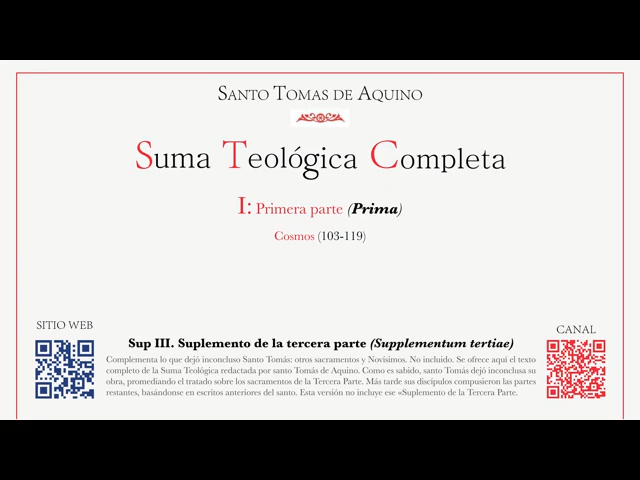 SANTO TOMAS DE AQUINO
Suma Teológica Completa
I: Primera parte (Prima)
Cosmos (103-119)
SITIO WEB
CANAL
Sup III. Suplemento de la tercera parte (Supplementum tertiae)
Complementa lo que dejó inconcluso Santo Tomás: otros sacramentos y Novísimos. No incluido. Se ofrece aquí el texto
completo de la Suma Teológica redactada por santo Tomás de Aquino. Como es sabido, santo Tomás dejó inconclusa su
obra, promediando el tratado sobre los sacramentos de la Tercera Parte. Más tarde sus discípulos compusieron las partes
restantes, basándonse en escritos anteriores del santo. Esta versión no incluye ese «Suplemento de la Tercera Parte.